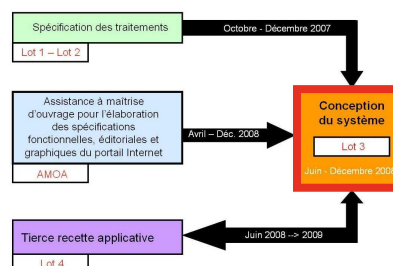 Spécification des traitements
Lot 1 – Lot 2
Octobre - Décembre 2007
Assistance à maîtrise
d'ouvrage pour l'élaboration
des spécifications
fonctionnelles, éditoriales et
graphiques du portail Internet
AMOA
Avril – Déc. 2008
Conception
du système
Lot 3
Juin - Décembre 2008
Tierce recette applicative
Lot 4
Juin 2008 --> 2009